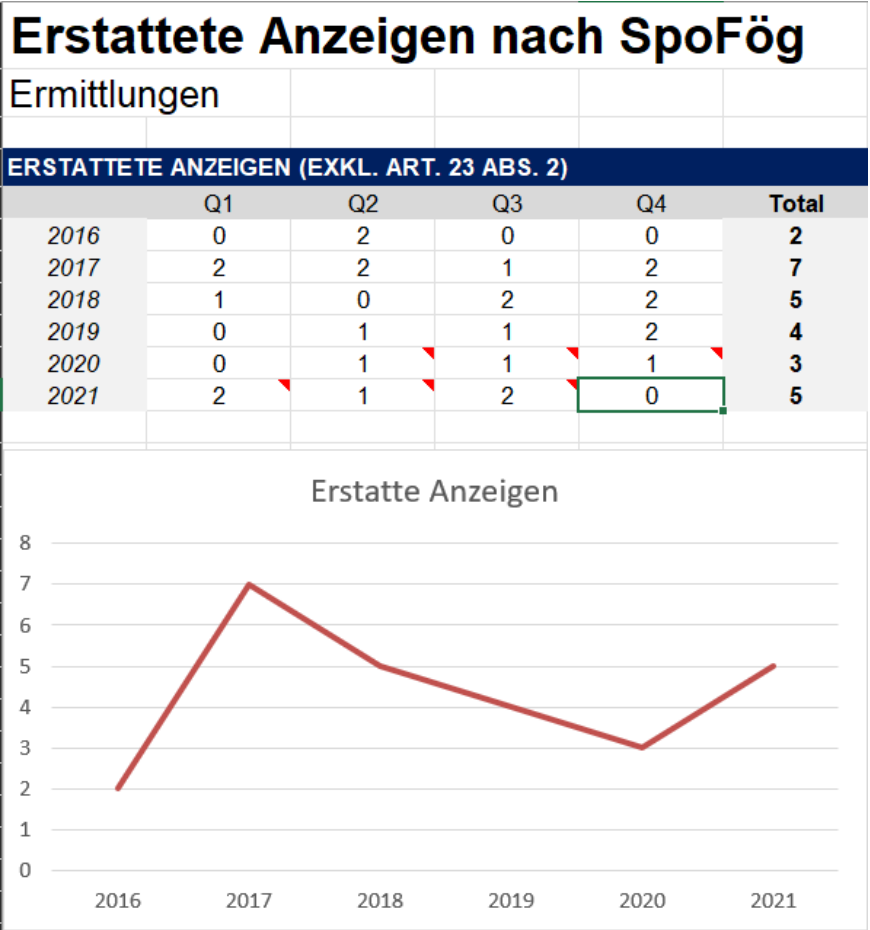 Erstattete Anzeigen nach SpoFög
Ermittlungen
ERSTATTETE ANZEIGEN (EXKL. ART. 23 ABS. 2)
Q1 Q2 Q3 Q4 Total
2016 0 2 0 0 2
2017 2 2 1 2 7
2018 1 0 2 2 5
2019 0 1 1 2 4
2020 0 1 1 1 3
2021 2 1 2 0 5
Erstatte Anzeigen
8
7
6
5
4
3
2
1
0
2016 2017 2018 2019 2020 2021